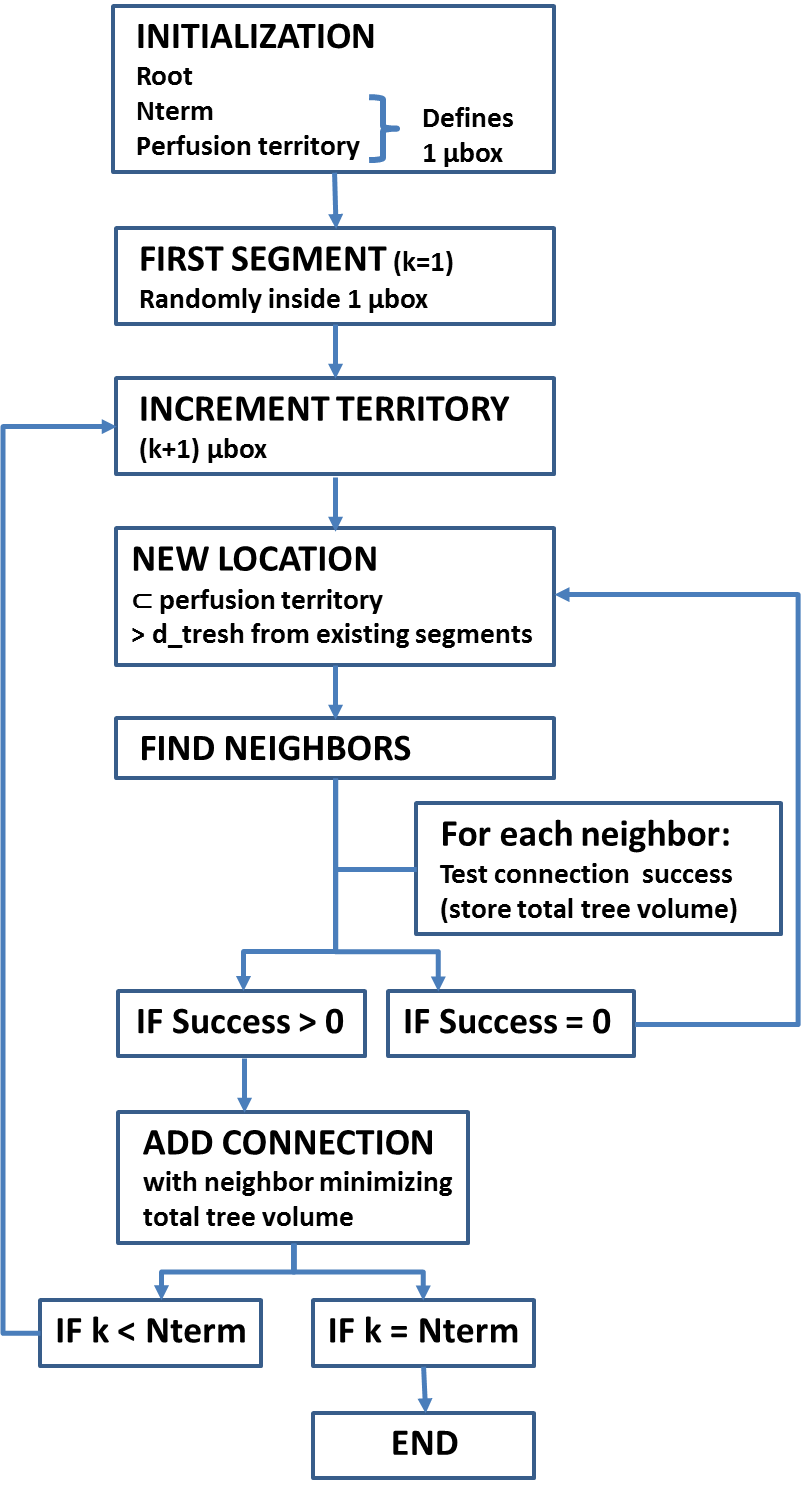 INITIALIZATION
Root
Nterm
Perfusion territory
Defines
1 µbox
FIRST SEGMENT (k=1)
Randomly inside 1 µbox
INCREMENT TERRITORY
(k+1) µbox
NEW LOCATION
⊂ perfusion territory
> d_tresh from existing segments
FIND NEIGHBORS
For each neighbor:
Test connection success
(store total tree volume)
IF Success > 0
IF Success = 0
ADD CONNECTION
with neighbor minimizing
total tree volume
IF k < Nterm
IF k = Nterm
END